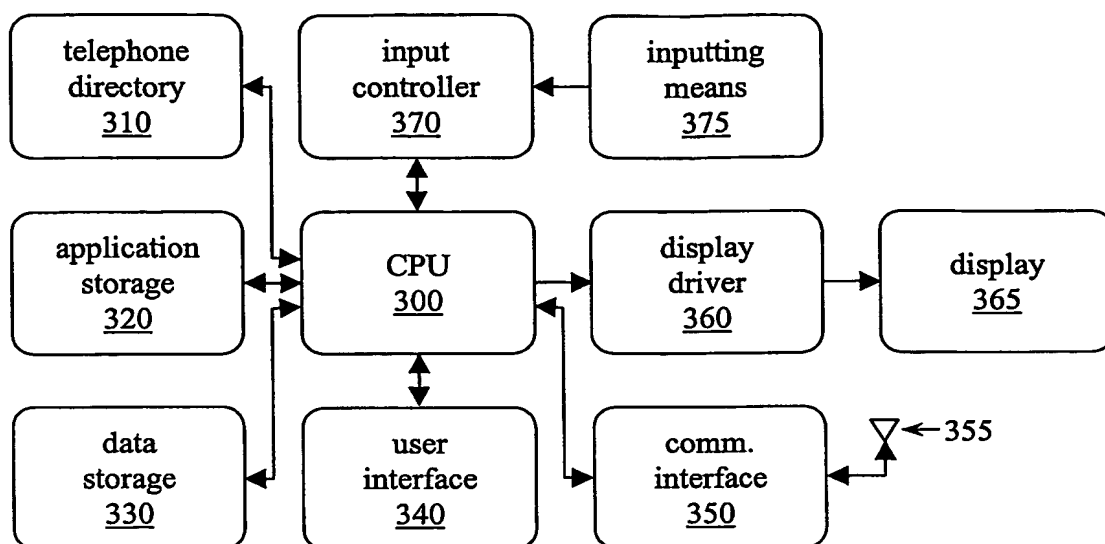 telephone
directory
310
input
controller
370
inputting
means
375
application
storage
320
CPU
300
display
driver
360
display
365
data
storage
330
user
interface
340
comm.
interface
350
355